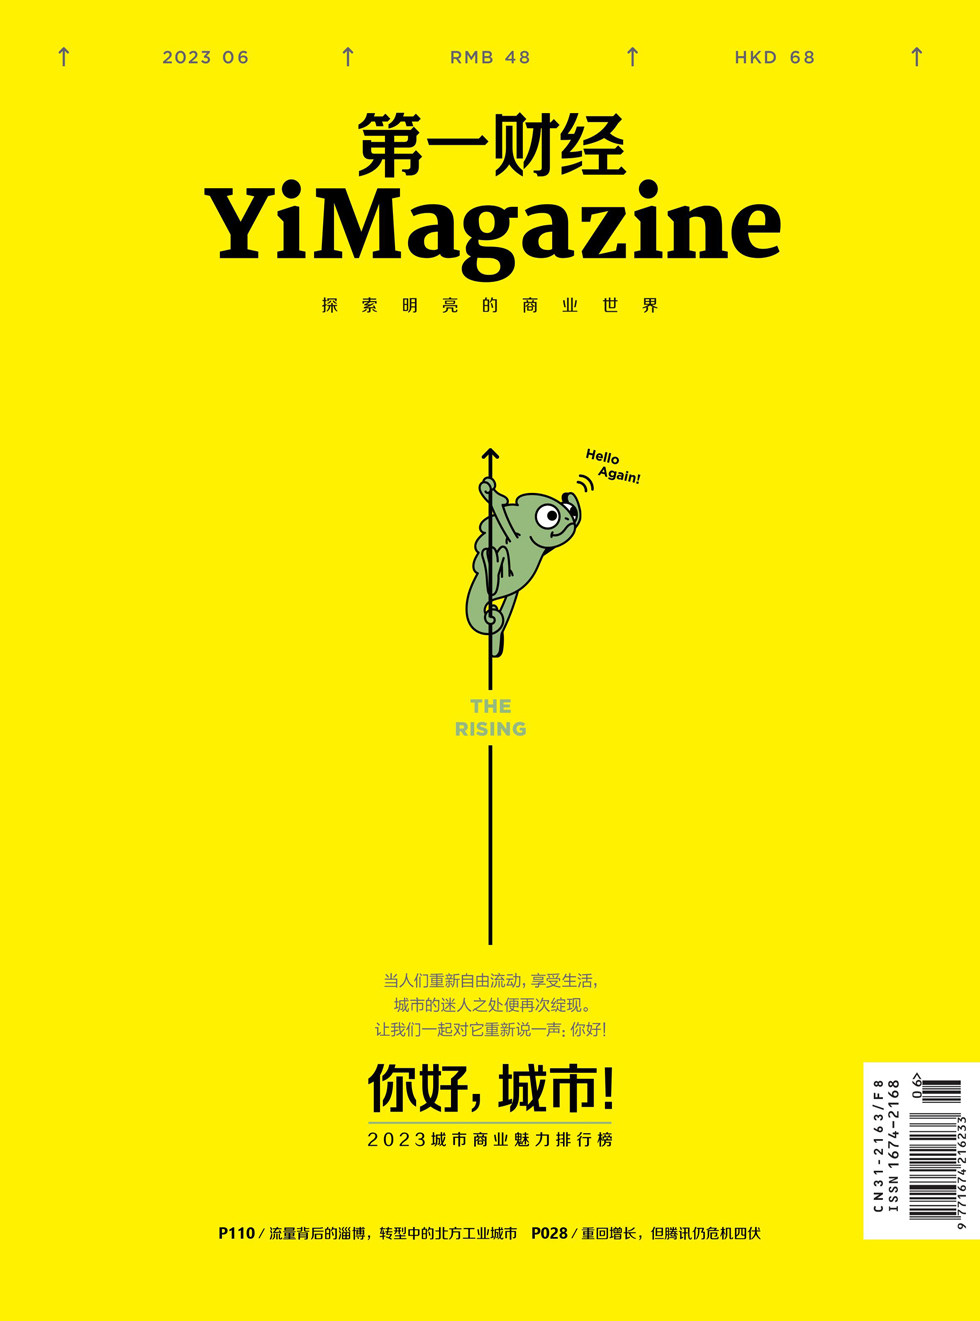 ↑ 2023 06 ↑ RMB 48 ↑ HKD 68 ↑
第一财经
YiMagazine
探索明亮的商业世界
Hello
Again!
THE
RISING
当人们重新自由流动，享受生活，
城市的迷人之处便再次绽现。
让我们一起对它重新说一声：你好！
你好，城市！
2023城市商业魅力排行榜
P110 / 流量背后的淄博，转型中的北方工业城市 P028 / 重回增长，但腾讯仍危机四伏
CN31-2163/F8
ISSN 1674-2168
06>
9 771674 216233